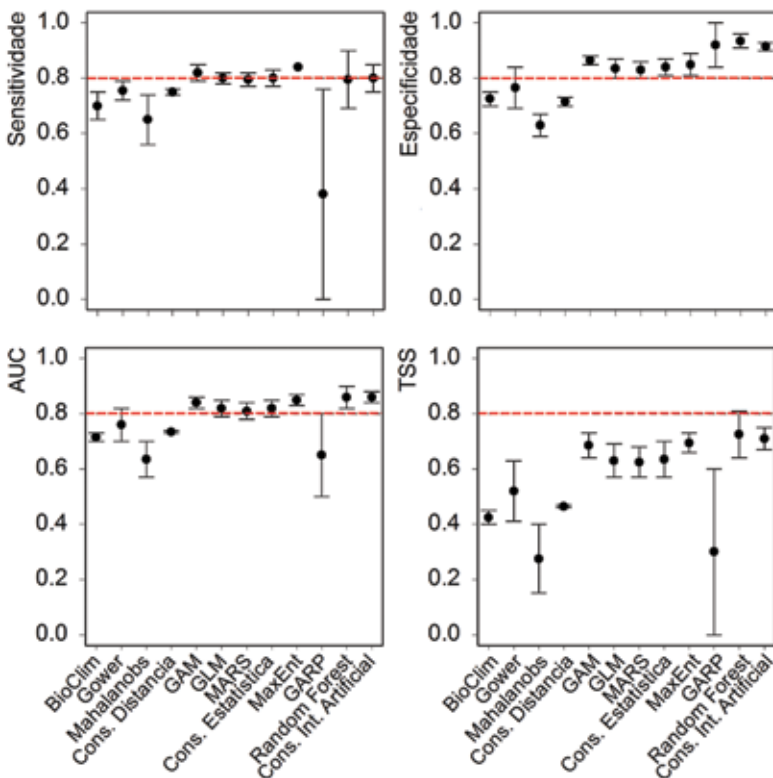 Sensitividade
1.0
0.8
0.6
0.4
0.2
0.0
Especificidade
1.0
0.8
0.6
0.4
0.2
0.0
AUC
1.0
0.8
0.6
0.4
0.2
0.0
BioClim
Gower
Mahalanobs
Cons. Distancia
GAM
GLM
MARS
Cons. Estatística
MaxEnt
GARP
Random Forest
Cons. Int. Artificial
TSS
1.0
0.8
0.6
0.4
0.2
0.0
BioClim
Gower
Mahalanobs
Cons. Distancia
GAM
GLM
MARS
Cons. Estatística
MaxEnt
GARP
Random Forest
Cons. Int. Artificial